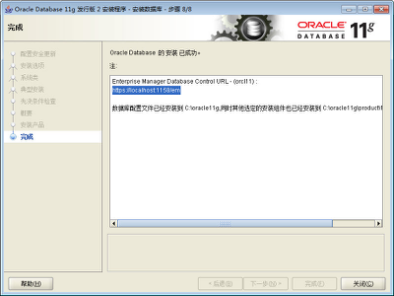 Oracle Database 11g 发行版 2 安装程序 - 安装数据库 - 步骤 8/8
完成
ORACLE
DATABASE 11g
配置安全更新
安装选项
系统类
典型安装
先决条件检查
概要
安装产品
完成
Oracle Database 的 安装 已成功。
注:
Enterprise Manager Database Control URL - (orcl11) :
https://localhost:1158/em
数据库配置文件已经安装到 C:\oracle11g,同时其他选定的安装组件也已经安装到 C:\oracle11g\product\1
帮助(H)
< 后退(B)
下一步(N) >
完成(F)
关闭(C)